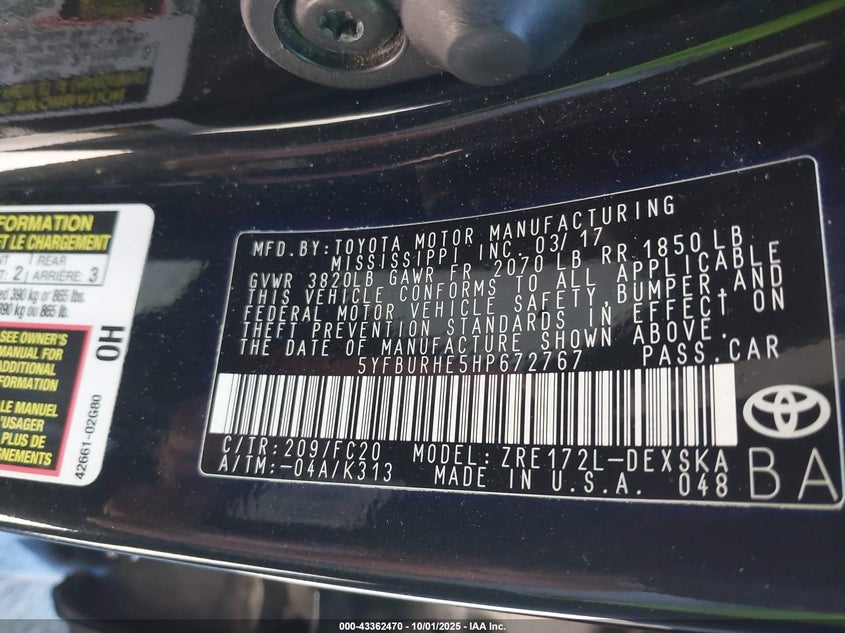 MFD.BY:TOYOTA MOTOR MANUFACTURING
MISSISSIPPI INC 03/17
GVWR 3820LB GAWR FR 2070 LB RR 1850 LB
THIS VEHICLE CONFORMS TO ALL APPLICABLE
FEDERAL MOTOR VEHICLE SAFETY,BUMPER,AND
THEFT PREVENTION STANDARDS IN EFFECT ON
THE DATE OF MANUFACTURE SHOWN ABOVE.
5YFBURHE5HP672767 PASS.CAR
C/TR:209/FC20 MODEL:ZRE172L-DEXSKA
A/TM:-04A/K313 MADE IN U.S.A. 048
BA
FORMATION
ET LE CHARGEMENT
REAR
2 ARRIÈRE: 3
390 kg or 865 lbs.
390 kg ou 865 lb.
SEE OWNER'S
MANUAL FOR
ADDITIONAL
INFORMATION
LE MANUEL
L'USAGER
PLUS DE
OH
42661-02G80
000-43362470 - 10/01/2025 - IAA Inc.